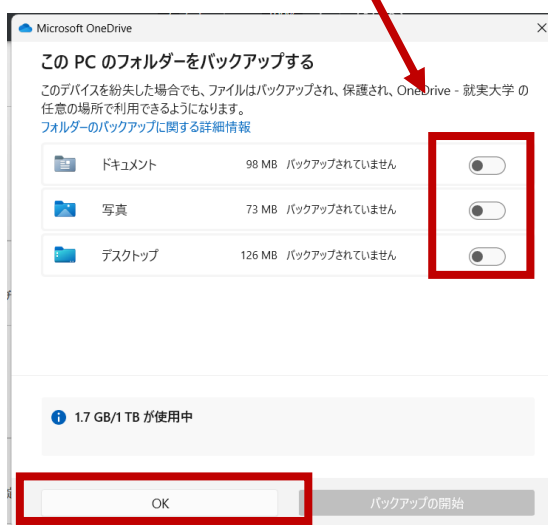 Microsoft OneDrive
この PC のフォルダーをバックアップする
このデバイスを紛失した場合でも、ファイルはバックアップされ、保護され、OneDrive - 就実大学 の
任意の場所で利用できるようになります。
フォルダーのバックアップに関する詳細情報
ドキュメント 98 MB バックアップされていません
写真 73 MB バックアップされていません
デスクトップ 126 MB バックアップされていません
1.7 GB/1 TB が使用中
OK バックアップの開始